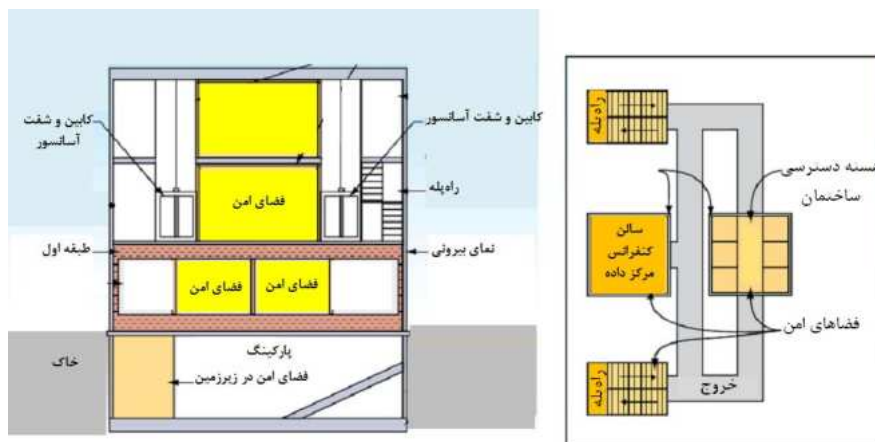 کابین و شفت
آسانسور
کابین و شفت آسانسور
فضای امن
راه‌پله
طبقه اول
نمای بیرونی
فضای امن
فضای امن
خاک
پارکینگ
فضای امن در زیرزمین
راه پله
هسته دسترسی
ساختمان
سالن
کنفرانس
مرکز داده
فضاهای امن
راه پله
خروج